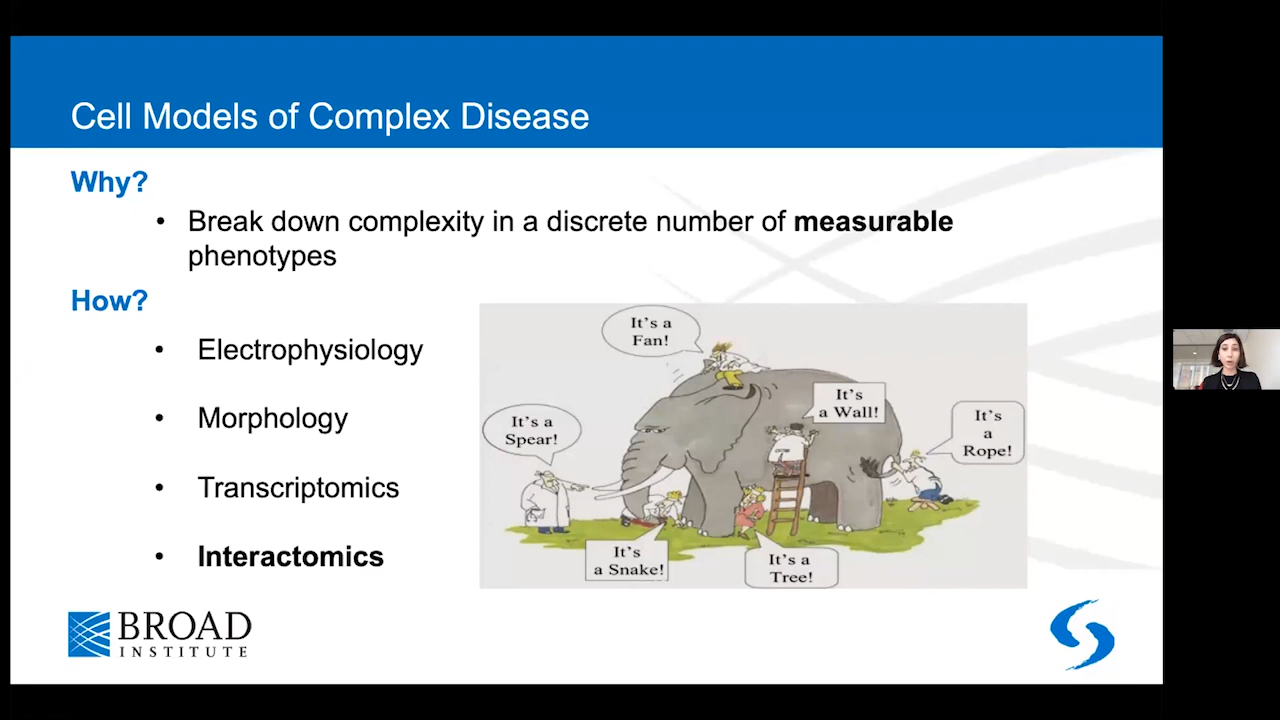 Cell Models of Complex Disease
Why?
• Break down complexity in a discrete number of measurable
phenotypes
How?
• Electrophysiology
• Morphology
• Transcriptomics
• Interactomics
It's a
Fan!
It's
a Wall!
It's
a
Rope!
It's a
Spear!
It's
a Snake!
It's a
Tree!
BROAD
INSTITUTE